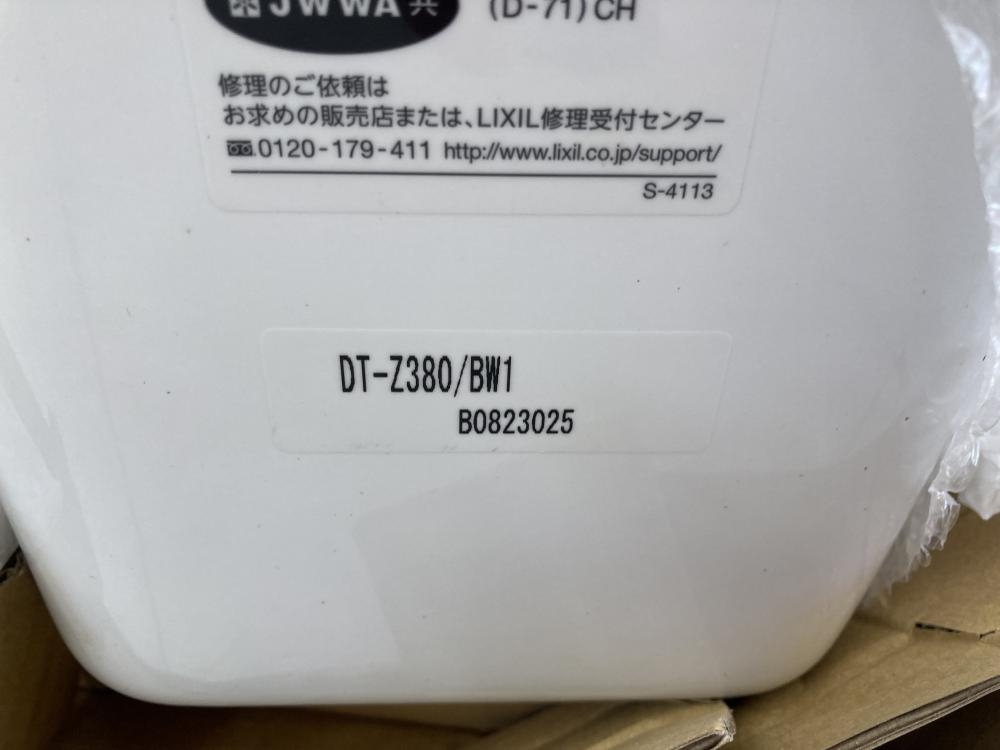 JWWA 共
(D-71) CH
修理のご依頼は
お求めの販売店または、LIXIL修理受付センター
0120-179-411 http://www.lixil.co.jp/support/
S-4113
DT-Z380/BW1
B0823025